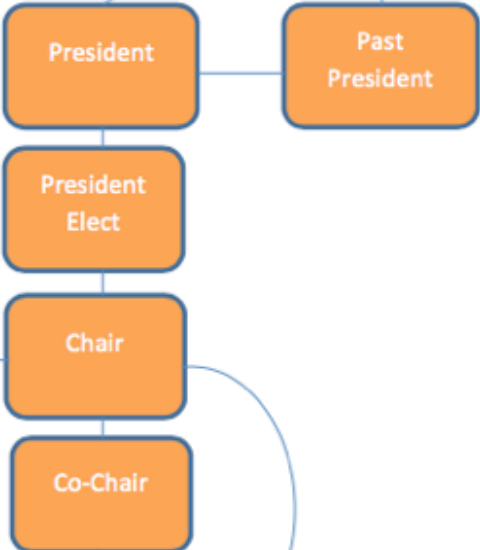 President
Past
President
President
Elect
Chair
Co-Chair